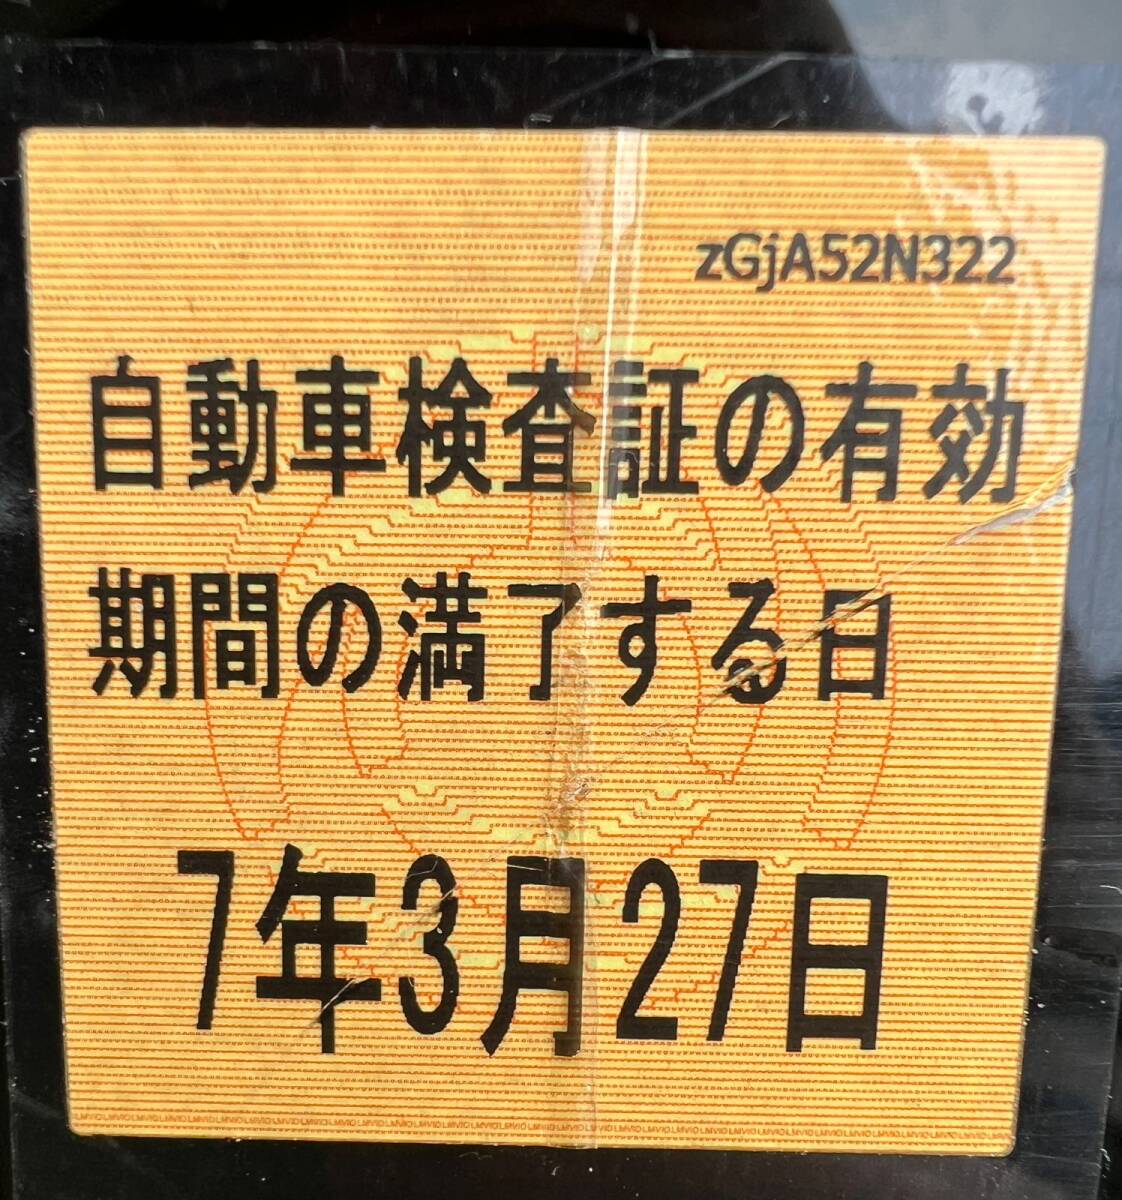 zGjA52N322
自動車検査証の有効
期間の満了する日
7年3月27日